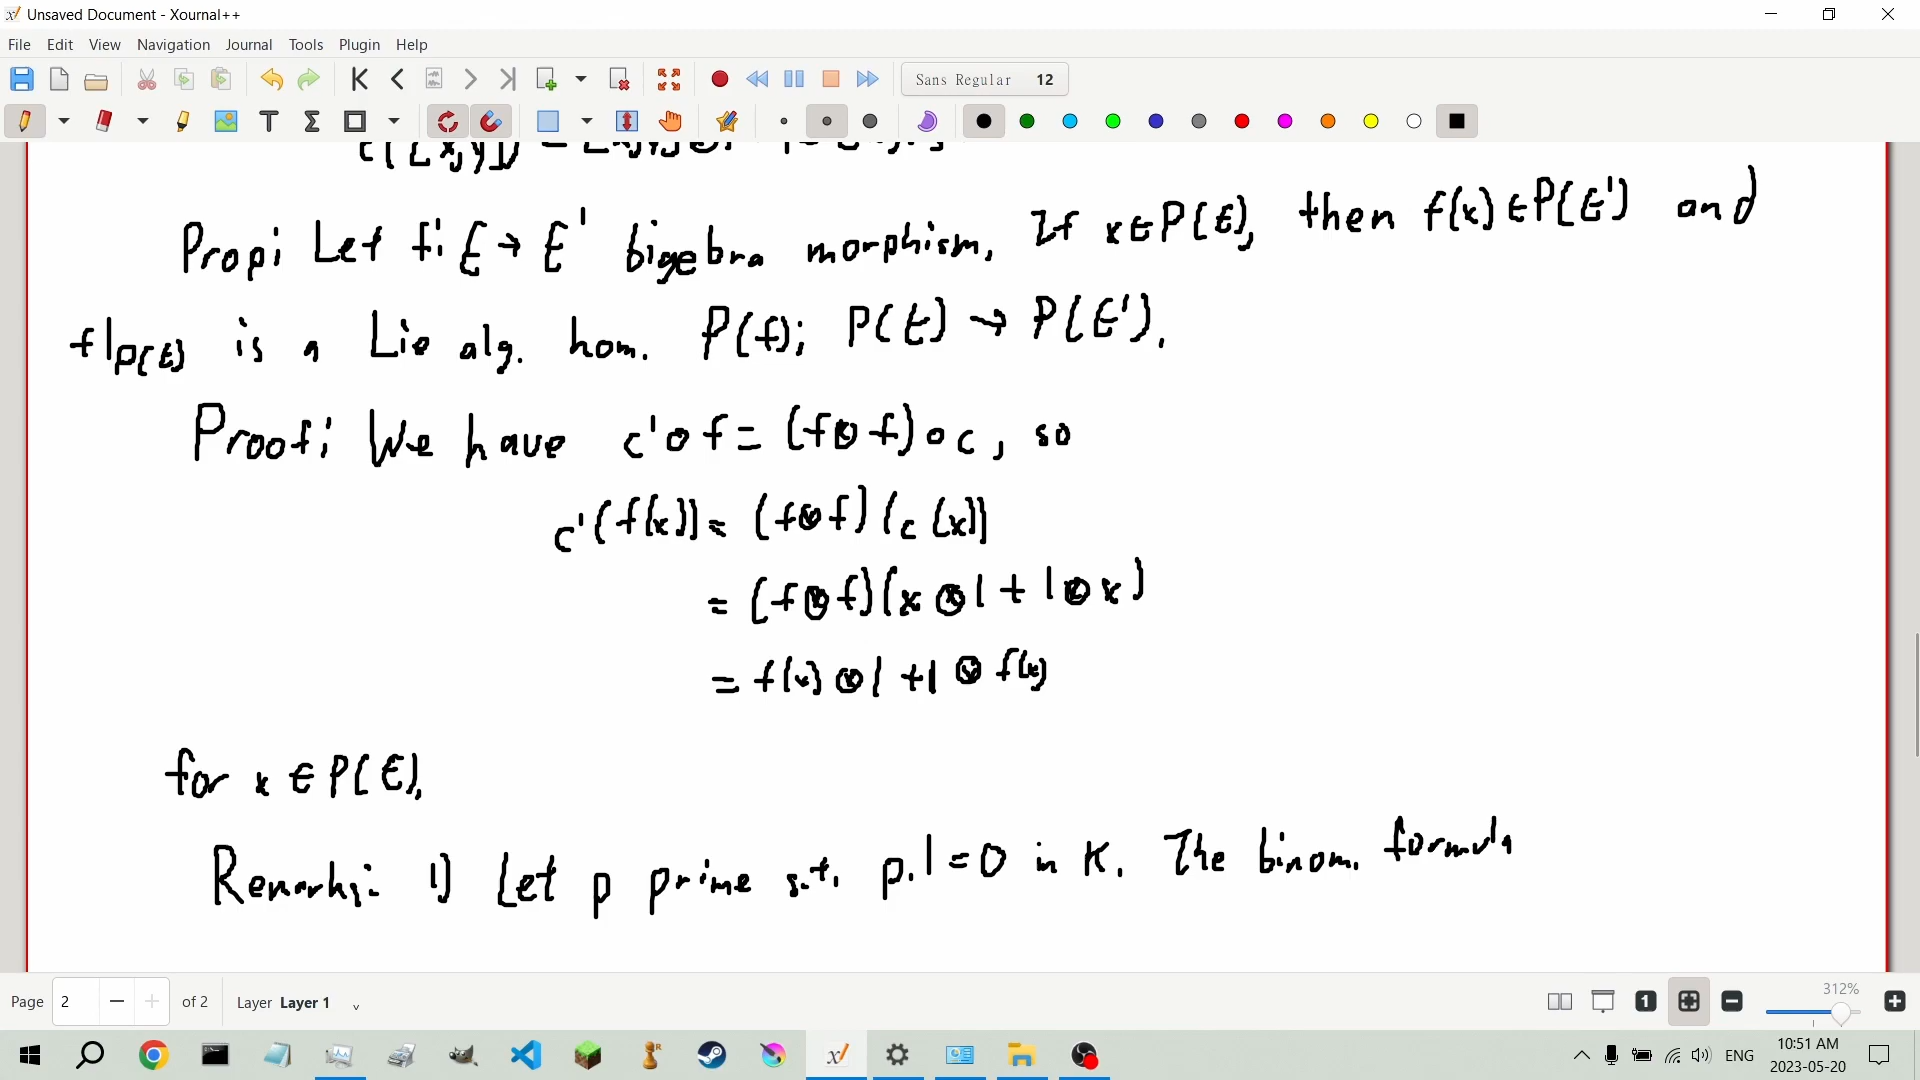 Unsaved Document - Xournal++
File Edit View Navigation Journal Tools Plugin Help
Sans Regular 12
Prop: Let f: E → E' bigebra morphism. If x ∈ P(E), then f(x) ∈ P(E') and
f|P(E) is a Lie alg. hom. P(f): P(E) → P(E').
Proof: We have c'∘f = (f⊗f)∘c, so
c'(f(x)) = (f⊗f)(c(x))
= (f⊗f)(x⊗1 + 1⊗x)
= f(x)⊗1 + 1⊗f(x)
for x ∈ P(E).
Remarks: 1) Let p prime s.t. p.1 = 0 in K. The binom. formula
Page 2 of 2 Layer Layer 1 312%
ENG 10:51 AM
2023-05-20